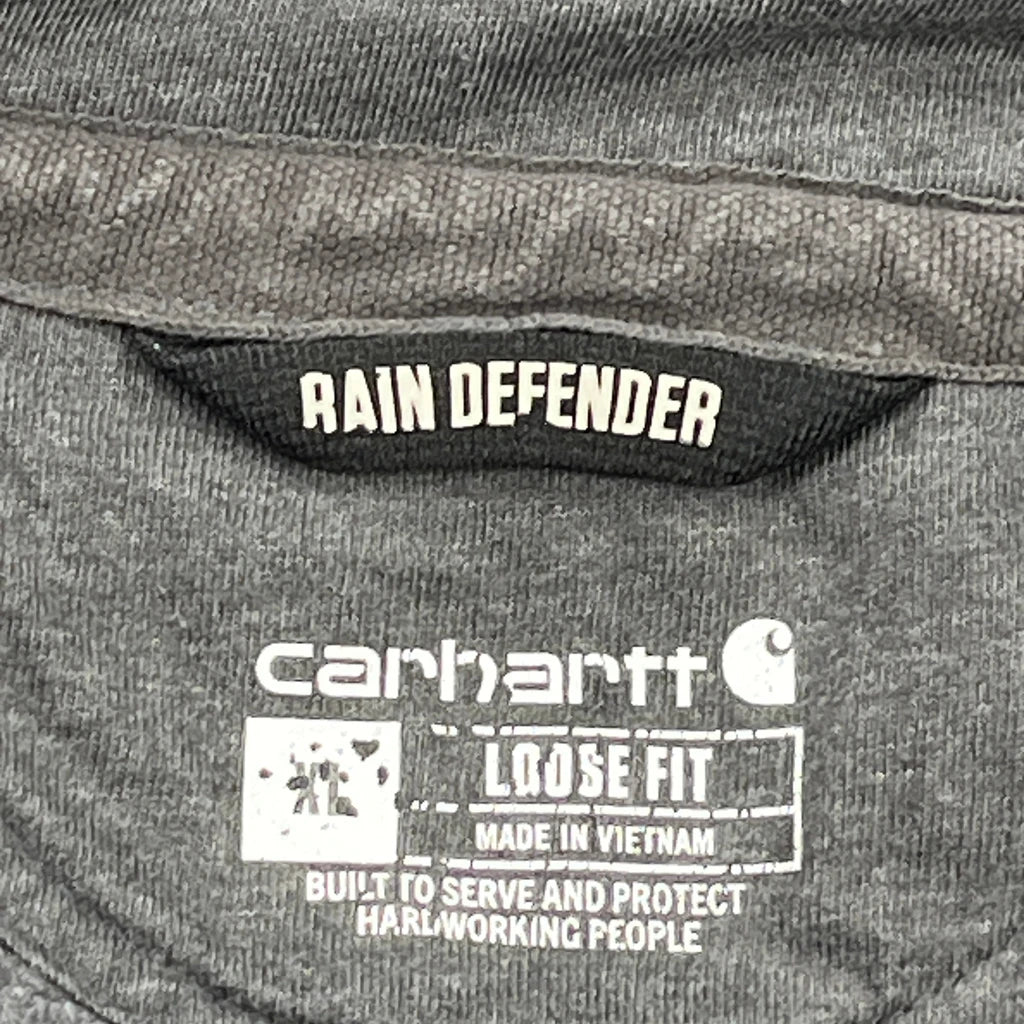 RAIN DEFENDER
carhartt
XL
LOOSE FIT
MADE IN VIETNAM
BUILT TO SERVE AND PROTECT
HARDWORKING PEOPLE